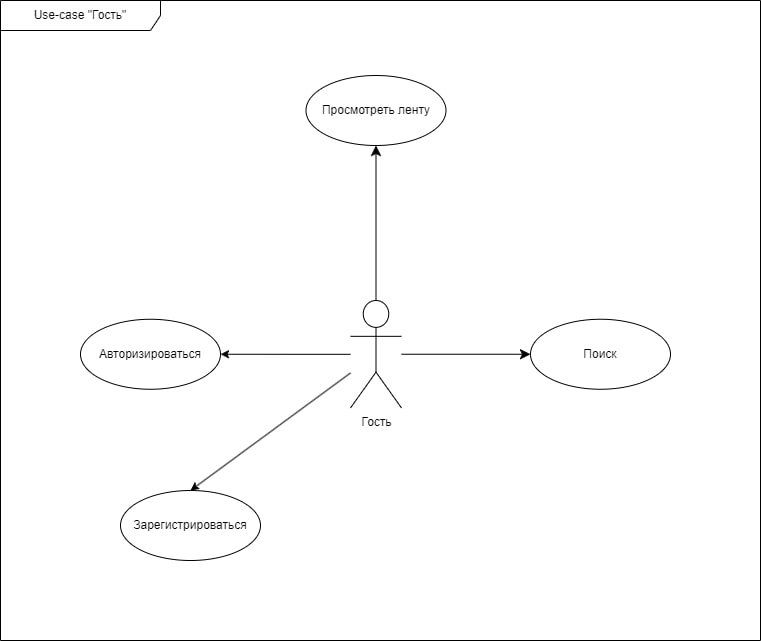 Use-case "Гость"
Просмотреть ленту
Авторизироваться
Поиск
Гость
Зарегистрироваться